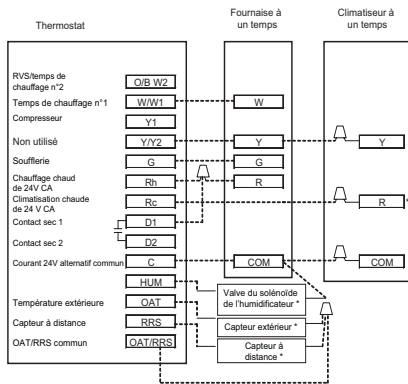 Thermostat
Fournaise à
un temps
Climatiseur à
un temps
RVS/temps de
chauffage n°2
O/B W2
Temps de chauffage n°1
W/W1
W
Compresseur
Y1
Non utilisé
Y/Y2
Y
Y
Soufflerie
G
G
Chauffage chaud
de 24V CA
Rh
R
Climatisation chaude
de 24 V CA
Rc
R *
Contact sec 1
D1
Contact sec 2
D2
Courant 24V alternatif commun
C
COM
COM
HUM
Valve du solénoïde
de l'humidificateur *
Température extérieure
OAT
Capteur extérieur *
Capteur à distance
RRS
Capteur à
distance *
OAT/RRS commun
OAT/RRS